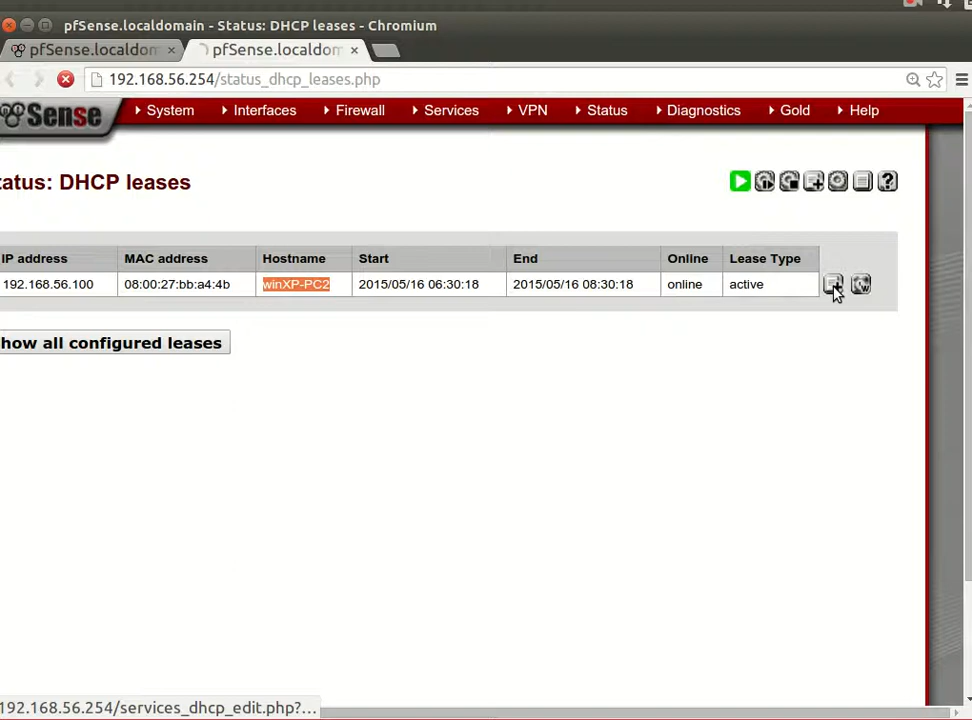 pfSense.localdomain - Status: DHCP leases - Chromium
pfSense.localdom × pfSense.localdom ×
192.168.56.254/status_dhcp_leases.php
Sense System Interfaces Firewall Services VPN Status Diagnostics Gold Help
tatus: DHCP leases
IP address MAC address Hostname Start End Online Lease Type
192.168.56.100 08:00:27:bb:a4:4b winXP-PC2 2015/05/16 06:30:18 2015/05/16 08:30:18 online active
how all configured leases
192.168.56.254/services_dhcp_edit.php?...